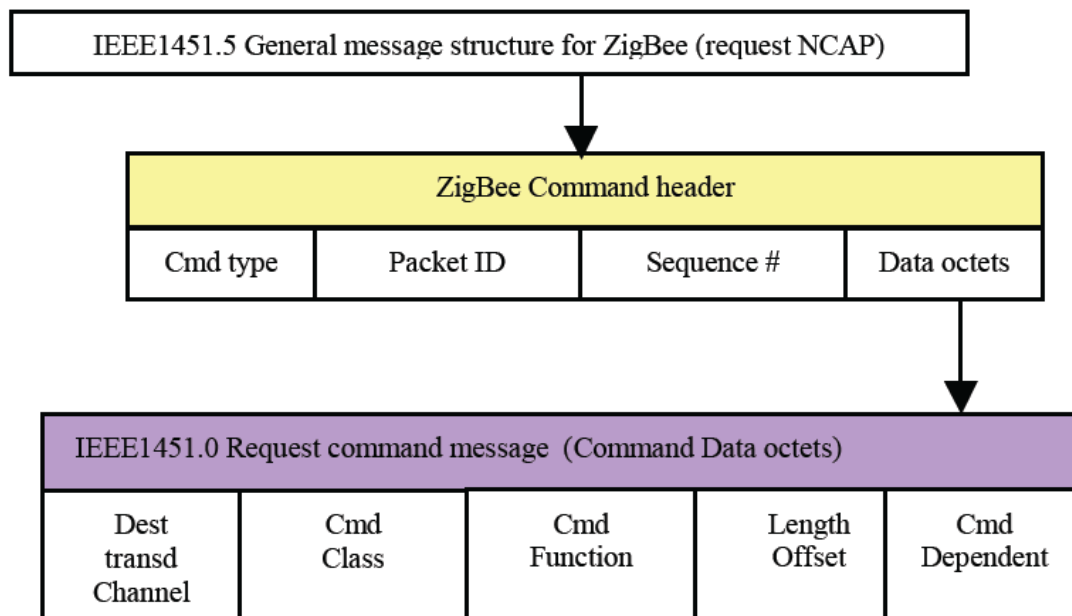 IEEE1451.5 General message structure for ZigBee (request NCAP)
ZigBee Command header
Cmd type
Packet ID
Sequence #
Data octets
IEEE1451.0 Request command message (Command Data octets)
Dest
transd
Channel
Cmd
Class
Cmd
Function
Length
Offset
Cmd
Dependent